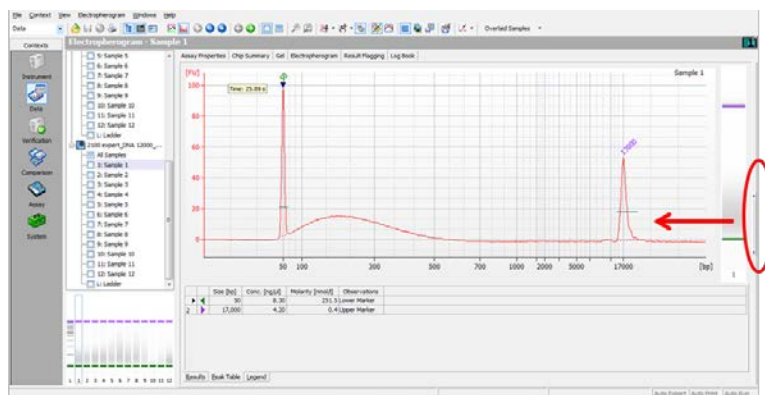 File Context View Electropherogram Windows Help
Data
Overlaid Samples
Contexts
Electropherogram - Sample 1
Instrument
Data
Verification
Comparison
Assay
System
5: Sample 5
6: Sample 6
7: Sample 7
8: Sample 8
9: Sample 9
10: Sample 10
11: Sample 11
12: Sample 12
L: Ladder
2100 expert_DNA 12000_...
All Samples
1: Sample 1
2: Sample 2
3: Sample 3
4: Sample 4
5: Sample 5
6: Sample 6
7: Sample 7
8: Sample 8
9: Sample 9
10: Sample 10
11: Sample 11
12: Sample 12
L: Ladder
L 1 2 3 4 5 6 7 8 9 10 11 12
Assay Properties Chip Summary Gel Electropherogram Result Flagging Log Book
[FU]
Sample 1
100
80
60
40
20
0
17000
50 100 300 500 700 1000 2000 5000 17000 [bp]
1
Size [bp] Conc. [ng/µl] Molarity [nmol/l] Observations
50 8.30 251.5 Lower Marker
2 17,000 4.20 0.4 Upper Marker
Results Peak Table Legend
Auto Export Auto Print Auto Run